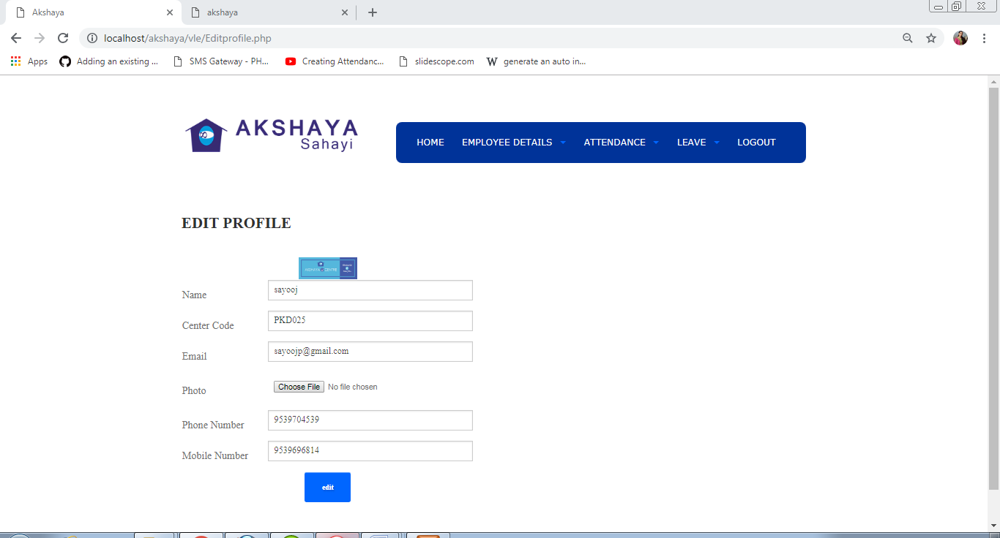 Akshaya
akshaya
localhost/akshaya/vle/Editprofile.php
Apps Adding an existing ... SMS Gateway - PH... Creating Attendanc... slidescope.com generate an auto in...
AKSHAYA
Sahayi
HOME EMPLOYEE DETAILS ATTENDANCE LEAVE LOGOUT
EDIT PROFILE
Name sayooj
Center Code PKD025
Email sayoojp@gmail.com
Photo Choose File No file chosen
Phone Number 9539704539
Mobile Number 9539696814
edit